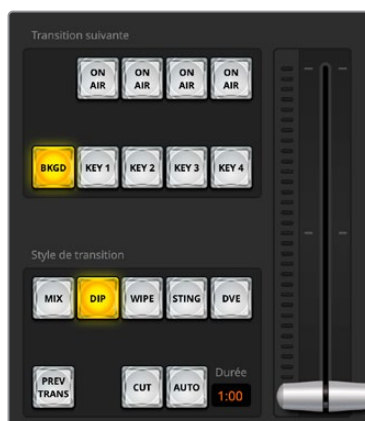 Transition suivante
ON AIR ON AIR ON AIR ON AIR
BKGD KEY 1 KEY 2 KEY 3 KEY 4
Style de transition
MIX DIP WIPE STING DVE
Durée
PREV TRANS CUT AUTO 1:00